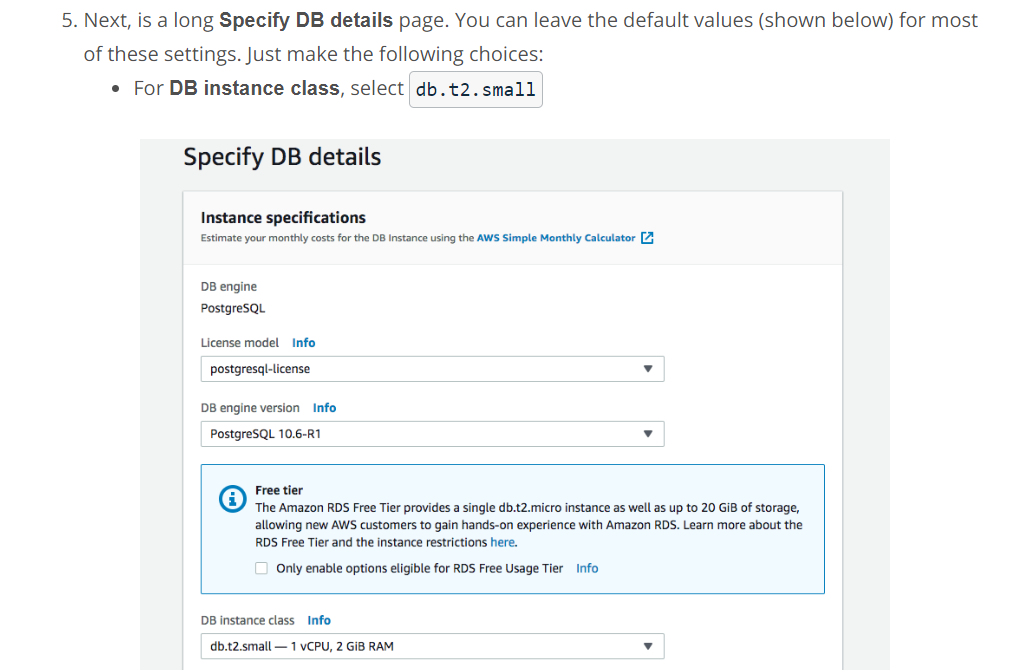 5. Next, is a long Specify DB details page. You can leave the default values (shown below) for most
of these settings. Just make the following choices:
• For DB instance class, select db.t2.small
Specify DB details
Instance specifications
Estimate your monthly costs for the DB Instance using the AWS Simple Monthly Calculator
DB engine
PostgreSQL
License model Info
postgresql-license
DB engine version Info
PostgreSQL 10.6-R1
Free tier
The Amazon RDS Free Tier provides a single db.t2.micro instance as well as up to 20 GiB of storage,
allowing new AWS customers to gain hands-on experience with Amazon RDS. Learn more about the
RDS Free Tier and the instance restrictions here.
Only enable options eligible for RDS Free Usage Tier Info
DB instance class Info
db.t2.small — 1 vCPU, 2 GiB RAM